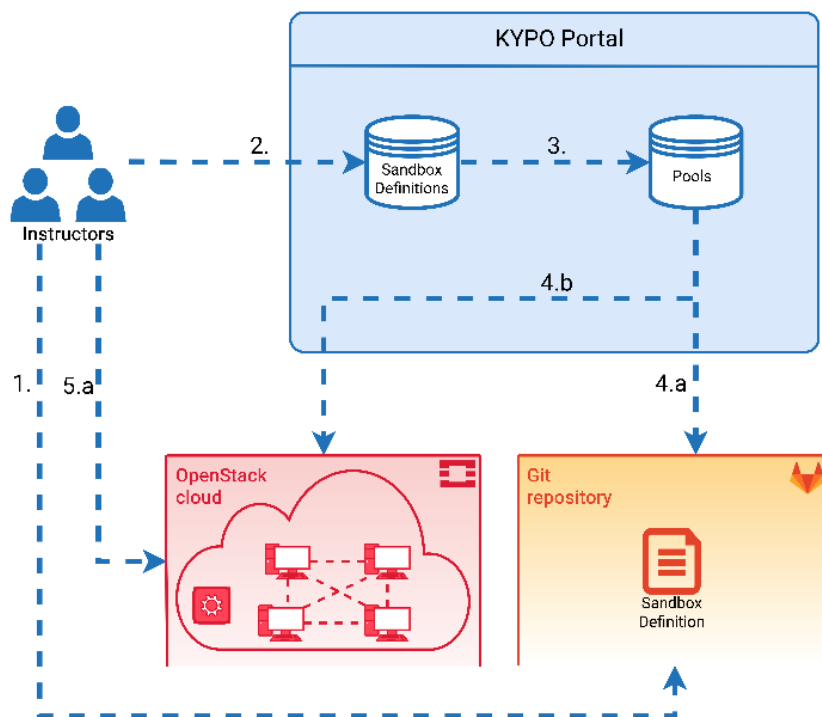 KYPO Portal
2.
Sandbox
Definitions
3.
Pools
Instructors
4.b
1.
5.a
4.a
OpenStack
cloud
Git
repository
Sandbox
Definition